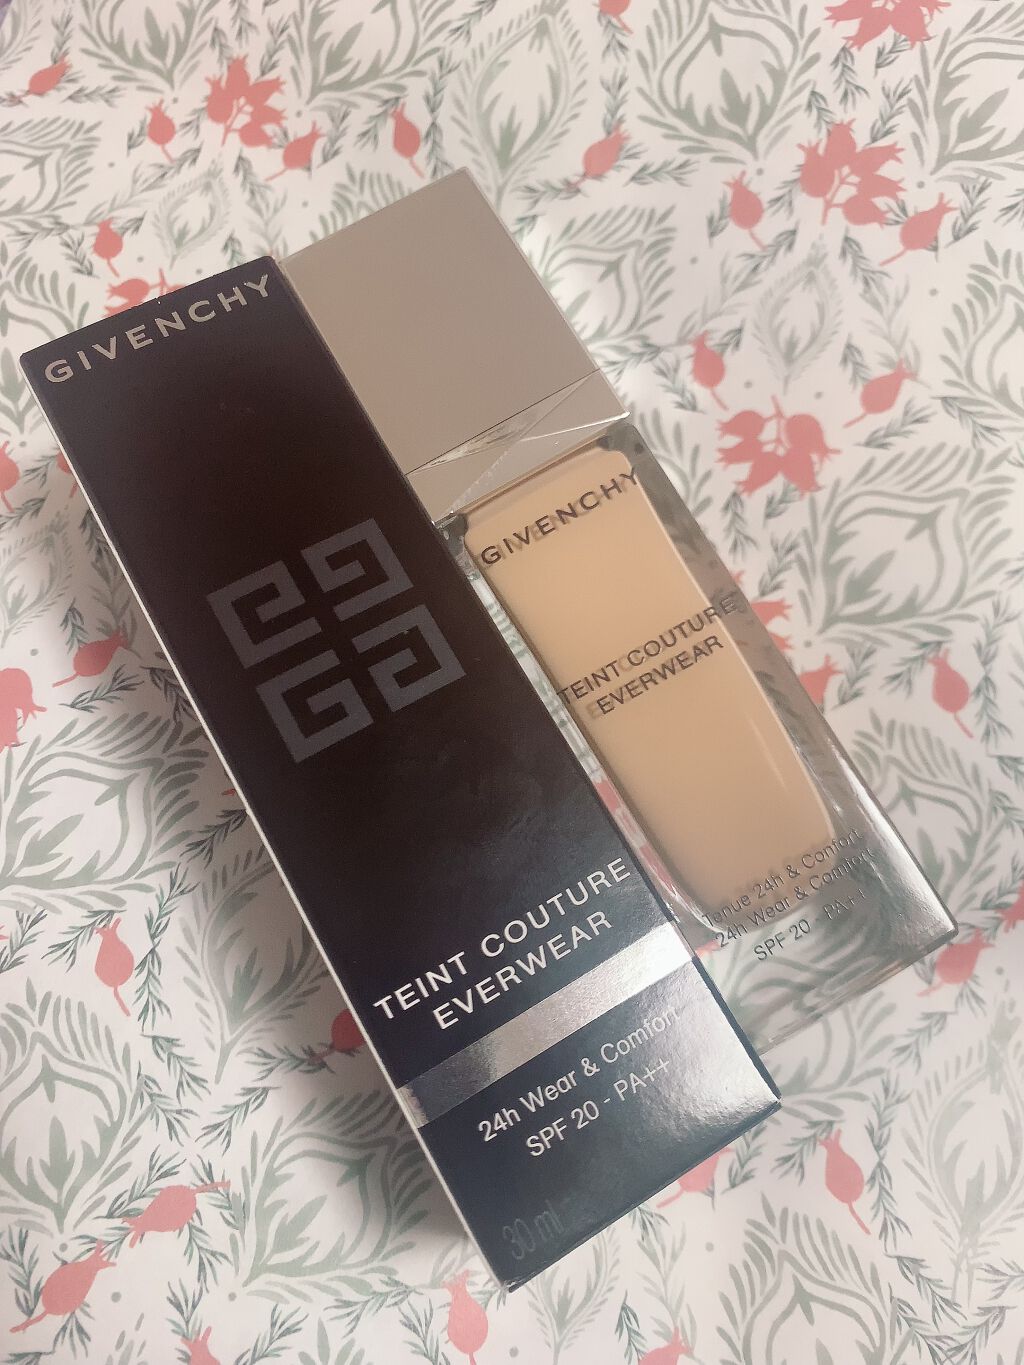 GIVENCHY
TEINT COUTURE
EVERWEAR
24h Wear & Comfort
SPF 20 - PA++
30 ml
GIVENCHY
TEINT COUTURE
EVERWEAR
Tenue 24h & Confort
24h Wear & Comfort
SPF 20 - PA++